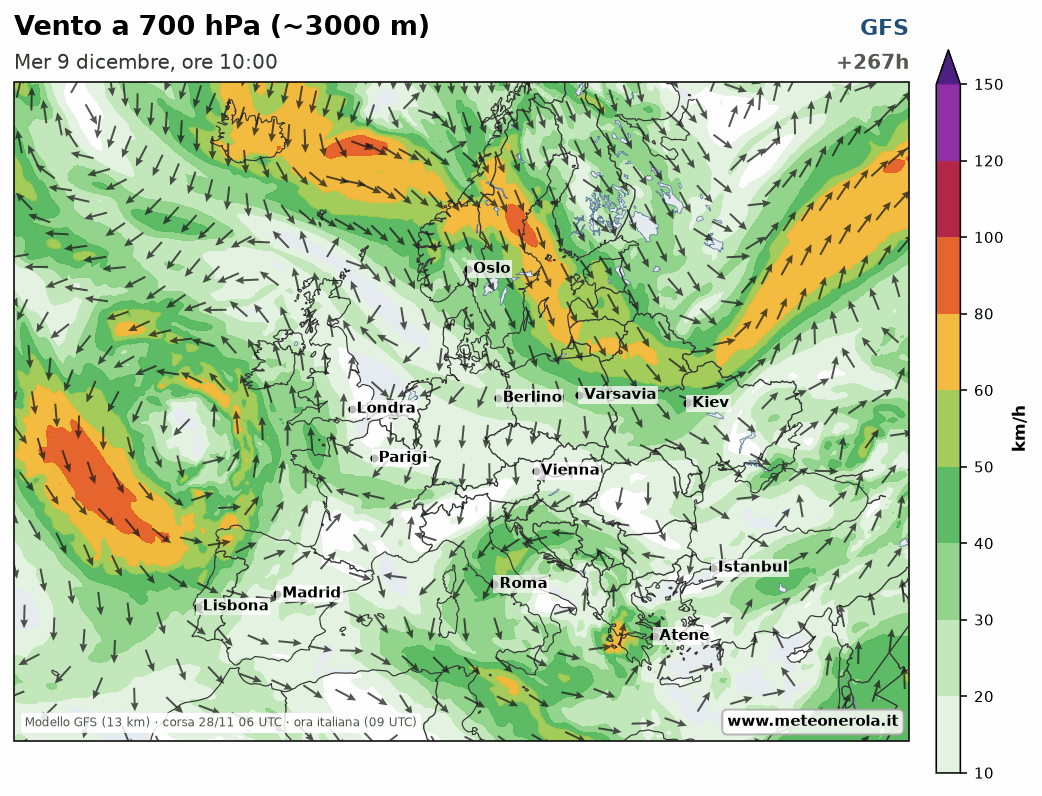 Vento a 700 hPa (~3000 m)
GFS
Mer 9 dicembre, ore 10:00
+267h
150
120
100
80
60
50
40
30
20
10
km/h
Oslo
Berlino
Varsavia
Kiev
Londra
Parigi
Vienna
Istanbul
Roma
Madrid
Lisbona
Atene
Modello GFS (13 km) · corsa 28/11 06 UTC · ora italiana (09 UTC)
www.meteonerola.it